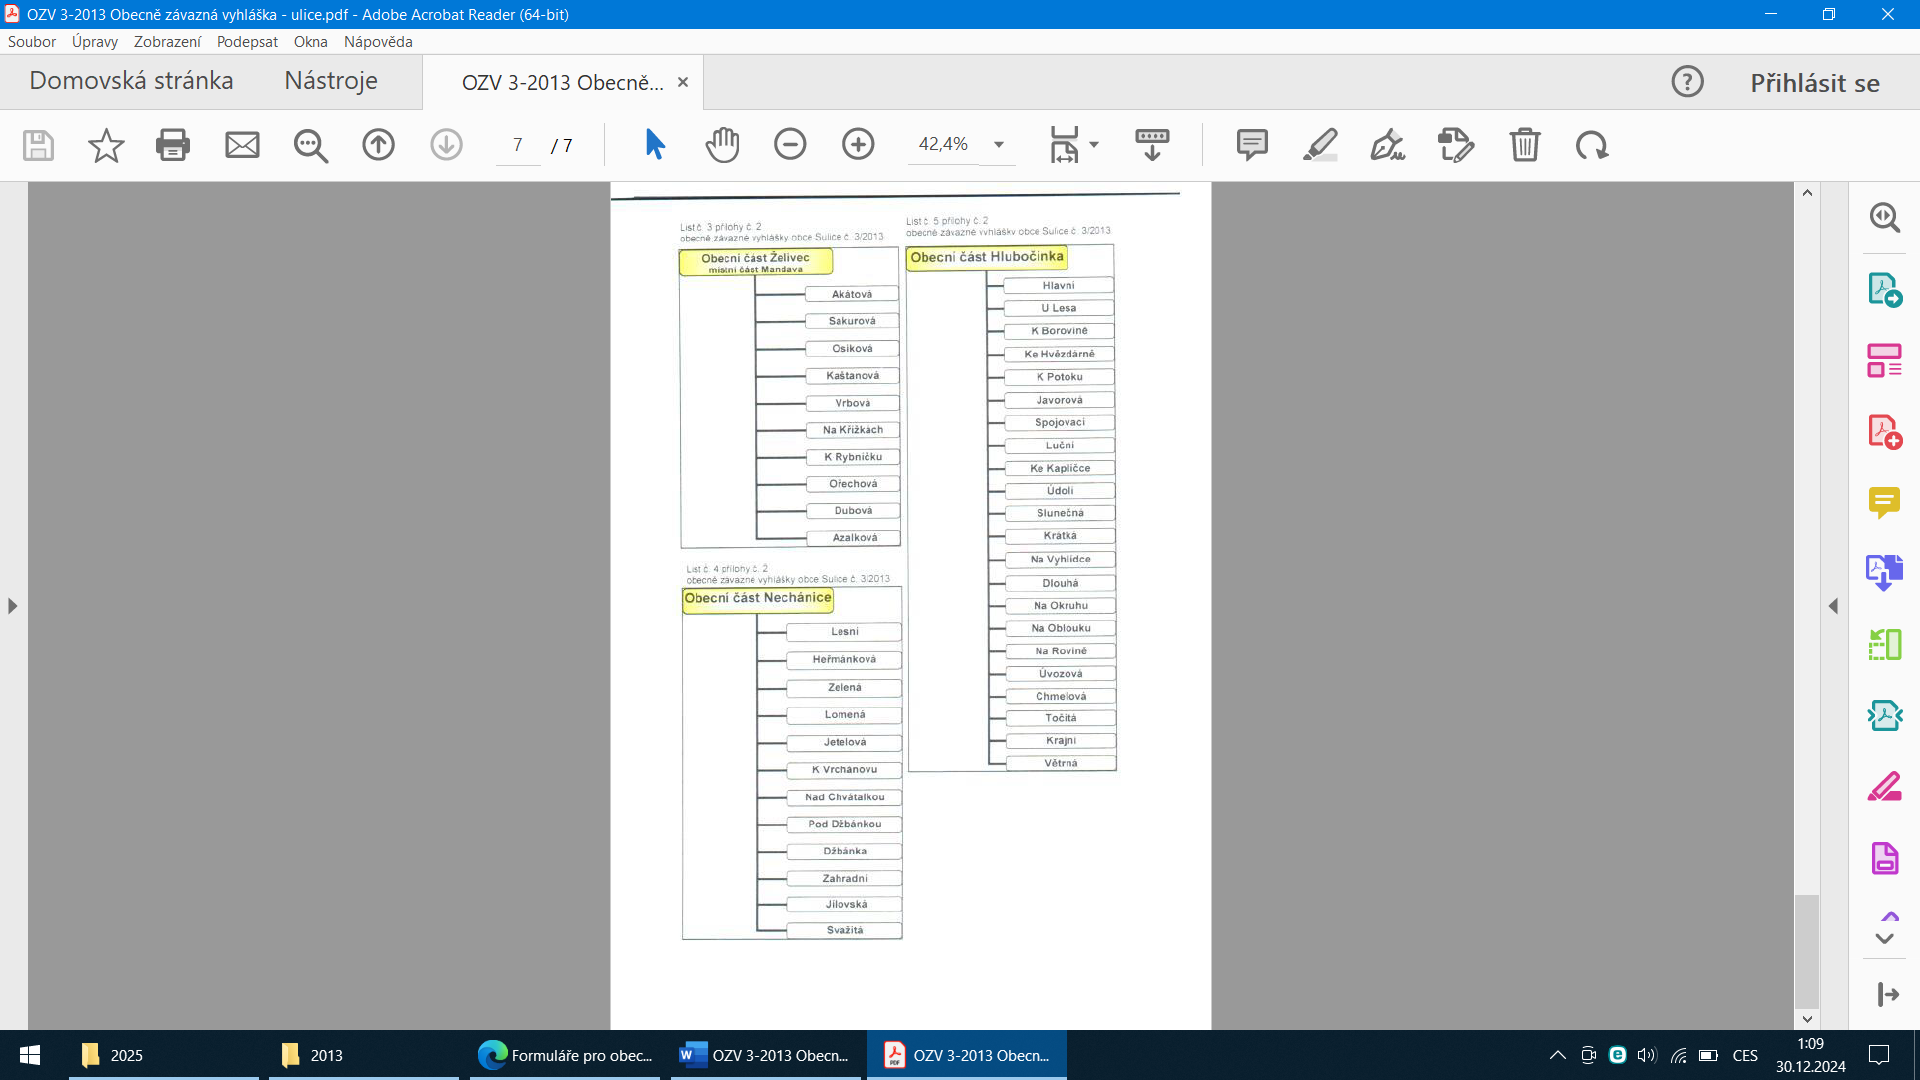 OZV 3-2013 Obecně závazná vyhláška - ulice.pdf - Adobe Acrobat Reader (64-bit)
Soubor Úpravy Zobrazení Podepsat Okna Nápověda
Domovská stránka Nástroje OZV 3-2013 Obecně... × Přihlásit se
7 / 7 42,4%
List č. 3 přílohy č. 2
obecně závazné vyhlášky obce Sulice č. 3/2013
Obecní část Želivec
místní část Mandava
Akátová
Sakurová
Osiková
Kaštanová
Vrbová
Na Křížkách
K Rybníčku
Ořechová
Dubová
Azalková
List č. 4 přílohy č. 2
obecně závazné vyhlášky obce Sulice č. 3/2013
Obecní část Nechánice
Lesní
Heřmánková
Zelená
Lomená
Jetelová
K Vrchánovu
Nad Chvátalkou
Pod Džbánkou
Džbánka
Zahradní
Jílovská
Svažitá
List č. 5 přílohy č. 2
obecně závazné vyhlášky obce Sulice č. 3/2013
Obecní část Hlubočinka
Hlavní
U Lesa
K Borovině
Ke Hvězdárně
K Potoku
Javorová
Spojovací
Luční
Ke Kapličce
Údolí
Slunečná
Krátká
Na Vyhlídce
Dlouhá
Na Okruhu
Na Oblouku
Na Rovině
Úvozová
Chmelová
Točitá
Krajní
Větrná
2025 2013 Formuláře pro obec... OZV 3-2013 Obecn... OZV 3-2013 Obecn... CES 1:09
30.12.2024